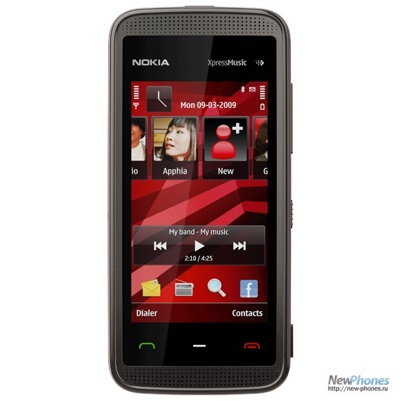 NOKIA XpressMusic
Mon 09-03-2009
io Apphia New G
My band - My music
2:10 / 4:25
Dialer Contacts
NewPhones
http://new-phones.ru